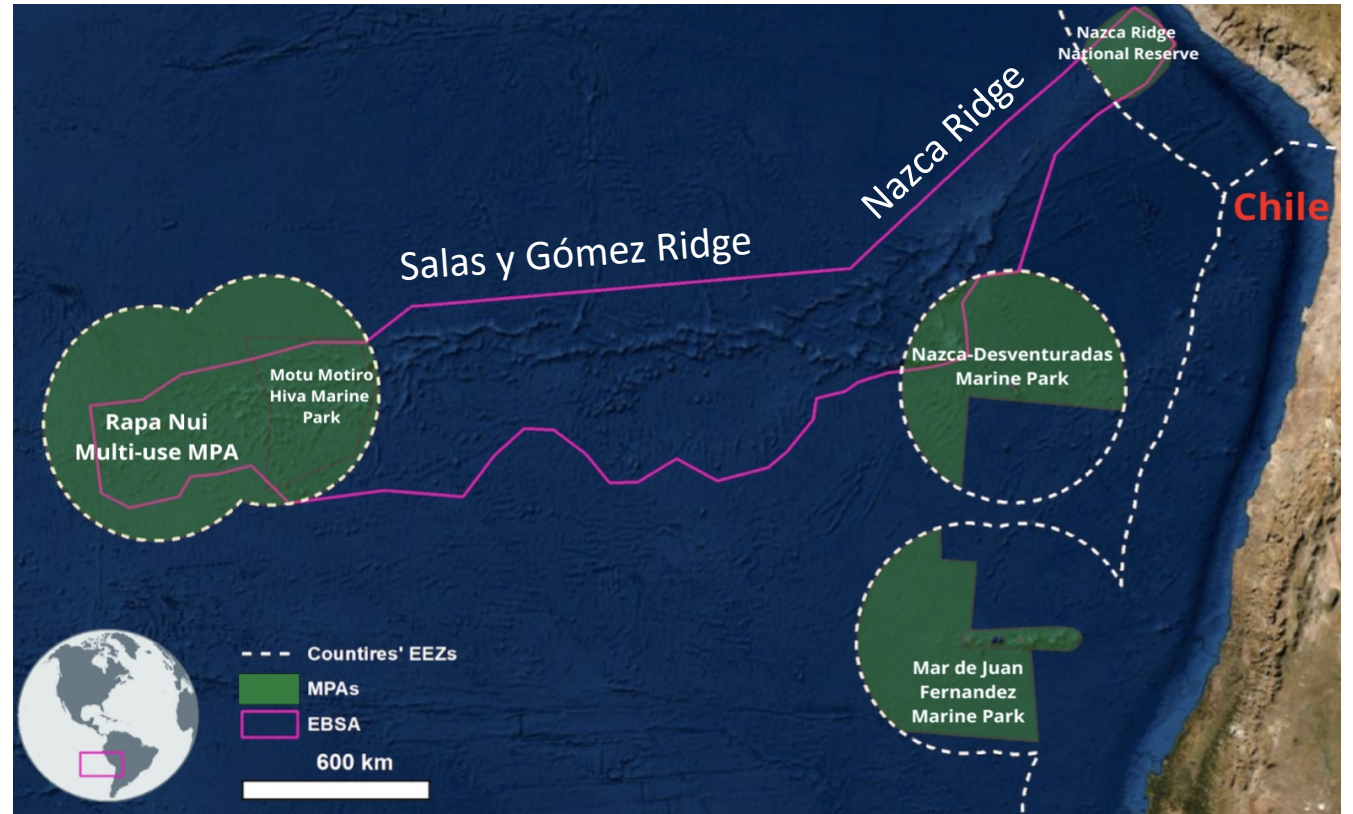 Nazca Ridge
National Reserve
Nazca Ridge
Chile
Salas y Gómez Ridge
Nazca-Desventuradas
Marine Park
Motu Motiro
Hiva Marine
Park
Rapa Nui
Multi-use MPA
Mar de Juan
Fernandez
Marine Park
Countires' EEZs
MPAs
EBSA
600 km